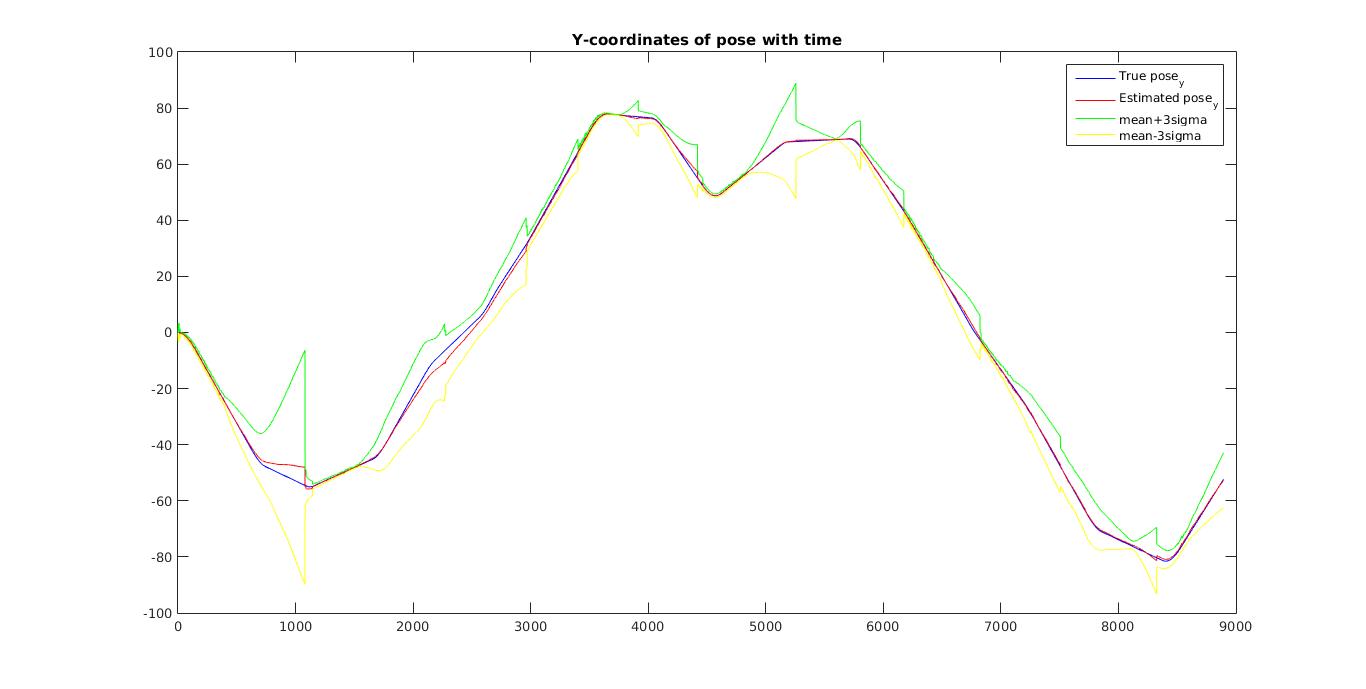 Y-coordinates of pose with time
True pose_y
Estimated pose_y
mean+3sigma
mean-3sigma
100
80
60
40
20
0
-20
-40
-60
-80
-100
0 1000 2000 3000 4000 5000 6000 7000 8000 9000